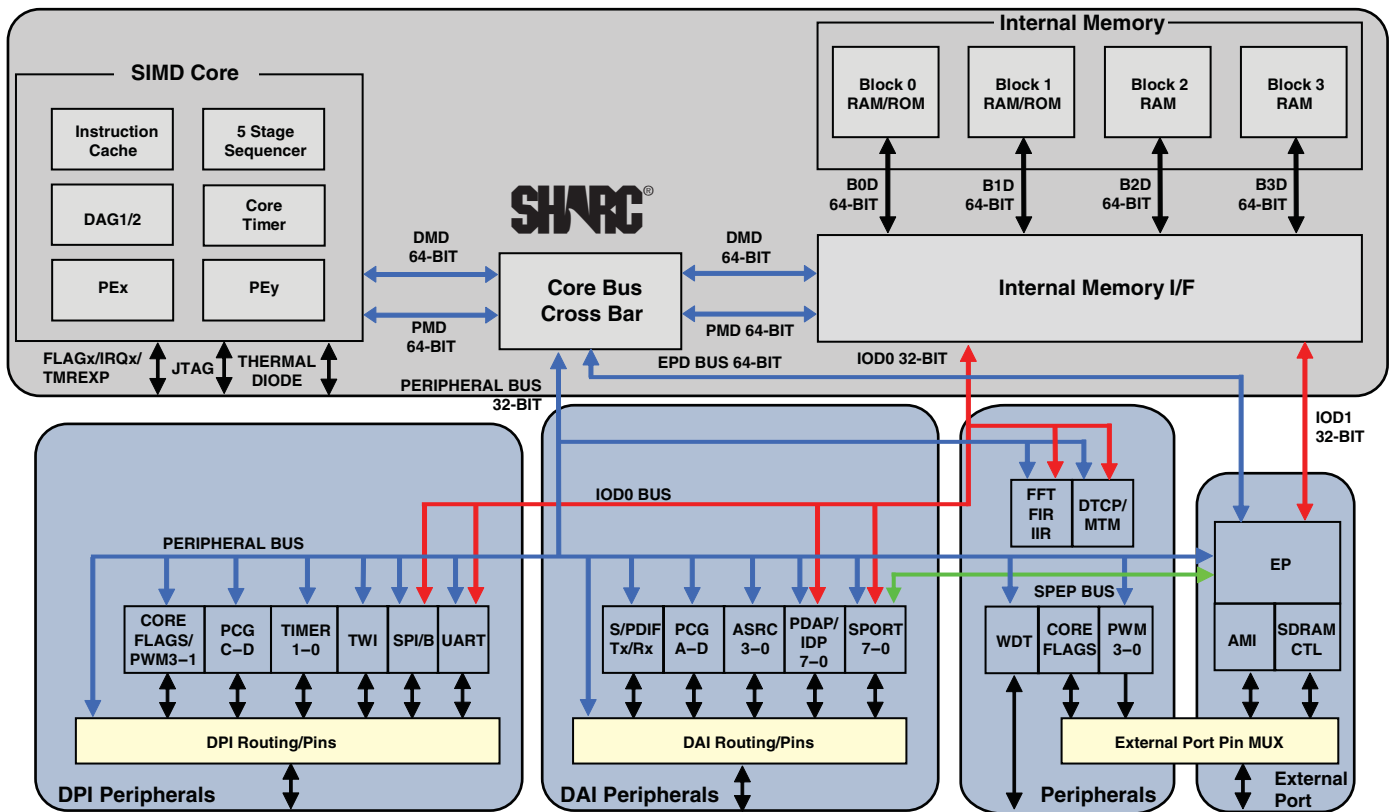 Internal Memory
SIMD Core
Block 0
RAM/ROM
Block 1
RAM/ROM
Block 2
RAM
Block 3
RAM
Instruction
Cache
5 Stage
Sequencer
DAG1/2
Core
Timer
PEx
PEy
B0D
64-BIT
B1D
64-BIT
B2D
64-BIT
B3D
64-BIT
SHARC®
DMD
64-BIT
DMD
64-BIT
Core Bus
Cross Bar
Internal Memory I/F
PMD
64-BIT
PMD 64-BIT
FLAGx/IRQx/
TMREXP
JTAG
THERMAL
DIODE
EPD BUS 64-BIT
IOD0 32-BIT
PERIPHERAL BUS
32-BIT
IOD1
32-BIT
IOD0 BUS
FFT
FIR
IIR
DTCP/
MTM
PERIPHERAL BUS
EP
SPEP BUS
CORE
FLAGS/
PWM3–1
PCG
C–D
TIMER
1–0
TWI
SPI/B
UART
S/PDIF
Tx/Rx
PCG
A–D
ASRC
3–0
PDAP/
IDP
7–0
SPORT
7–0
WDT
CORE
FLAGS
PWM
3–0
AMI
SDRAM
CTL
DPI Routing/Pins
DAI Routing/Pins
External Port Pin MUX
DPI Peripherals
DAI Peripherals
Peripherals
External
Port